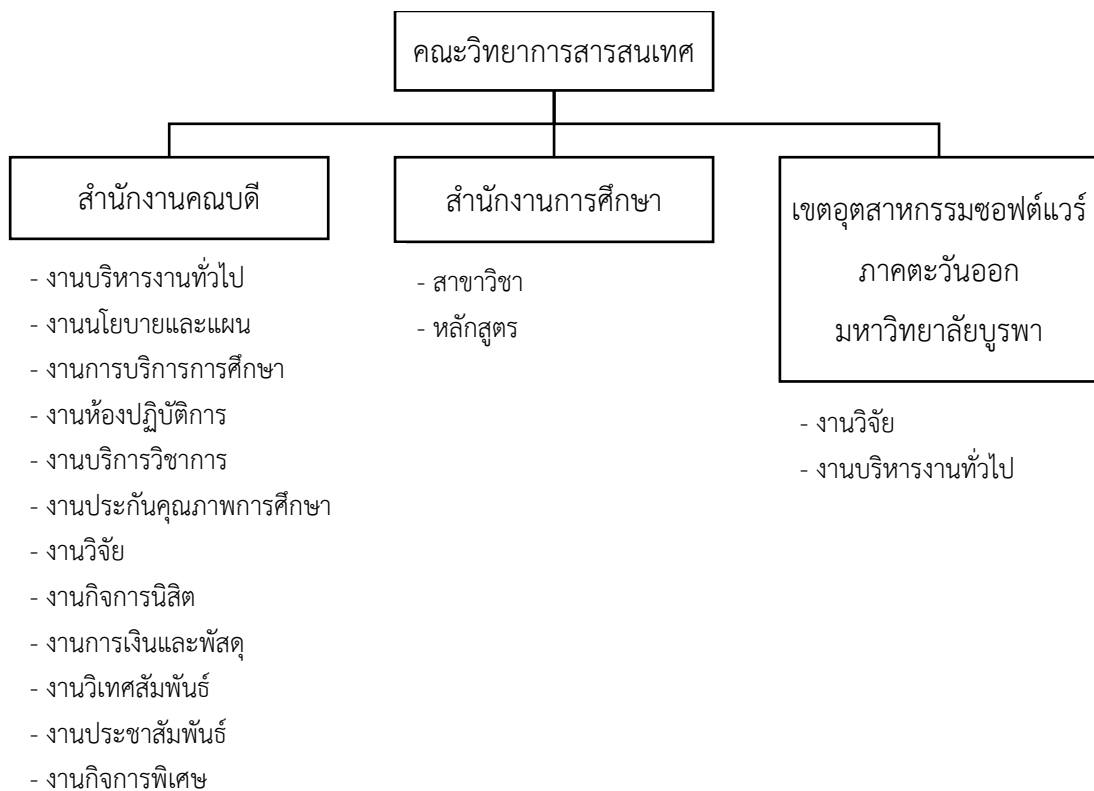 คณะวิทยาการสารสนเทศ
สำนักงานคณบดี
- งานบริหารงานทั่วไป
- งานนโยบายและแผน
- งานการบริการการศึกษา
- งานห้องปฏิบัติการ
- งานบริการวิชาการ
- งานประกันคุณภาพการศึกษา
- งานวิจัย
- งานกิจการนิสิต
- งานการเงินและพัสดุ
- งานวิเทศสัมพันธ์
- งานประชาสัมพันธ์
- งานกิจการพิเศษ
สำนักงานการศึกษา
- สาขาวิชา
- หลักสูตร
เขตอุตสาหกรรมซอฟต์แวร์
ภาคตะวันออก
มหาวิทยาลัยบูรพา
- งานวิจัย
- งานบริหารงานทั่วไป